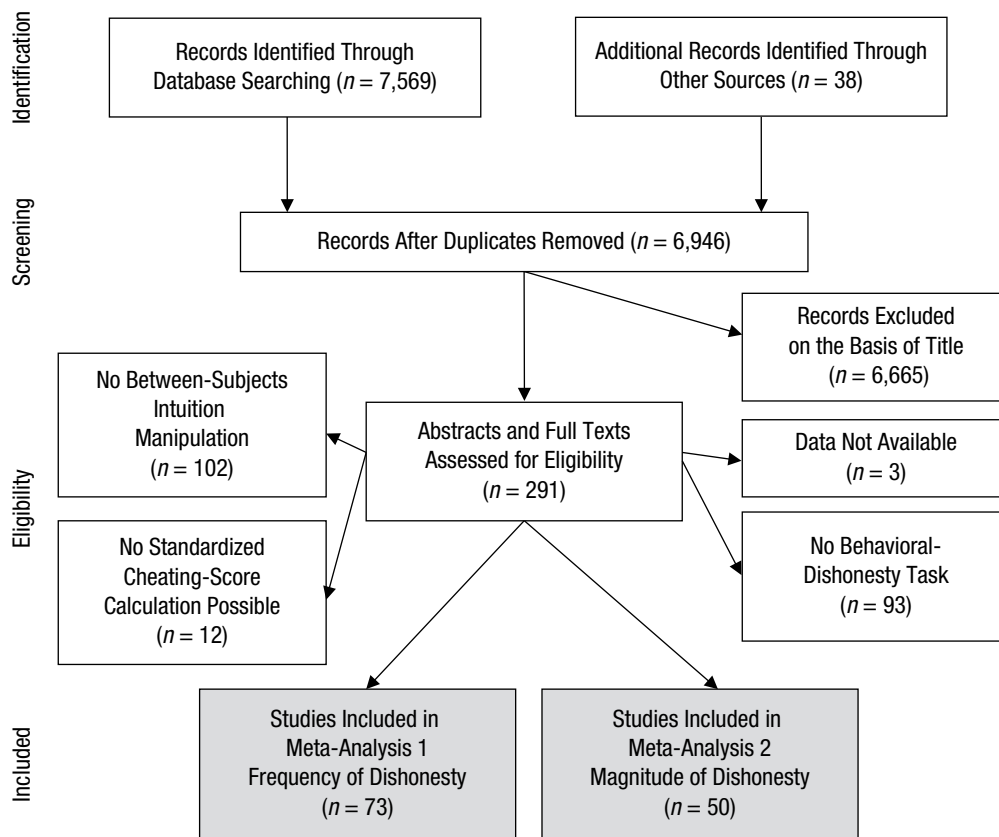 Identification
Records Identified Through
Database Searching (n = 7,569)
Additional Records Identified Through
Other Sources (n = 38)
Screening
Records After Duplicates Removed (n = 6,946)
Records Excluded
on the Basis of Title
(n = 6,665)
Eligibility
No Between-Subjects
Intuition
Manipulation
(n = 102)
Abstracts and Full Texts
Assessed for Eligibility
(n = 291)
Data Not Available
(n = 3)
No Standardized
Cheating-Score
Calculation Possible
(n = 12)
No Behavioral-
Dishonesty Task
(n = 93)
Included
Studies Included in
Meta-Analysis 1
Frequency of Dishonesty
(n = 73)
Studies Included in
Meta-Analysis 2
Magnitude of Dishonesty
(n = 50)